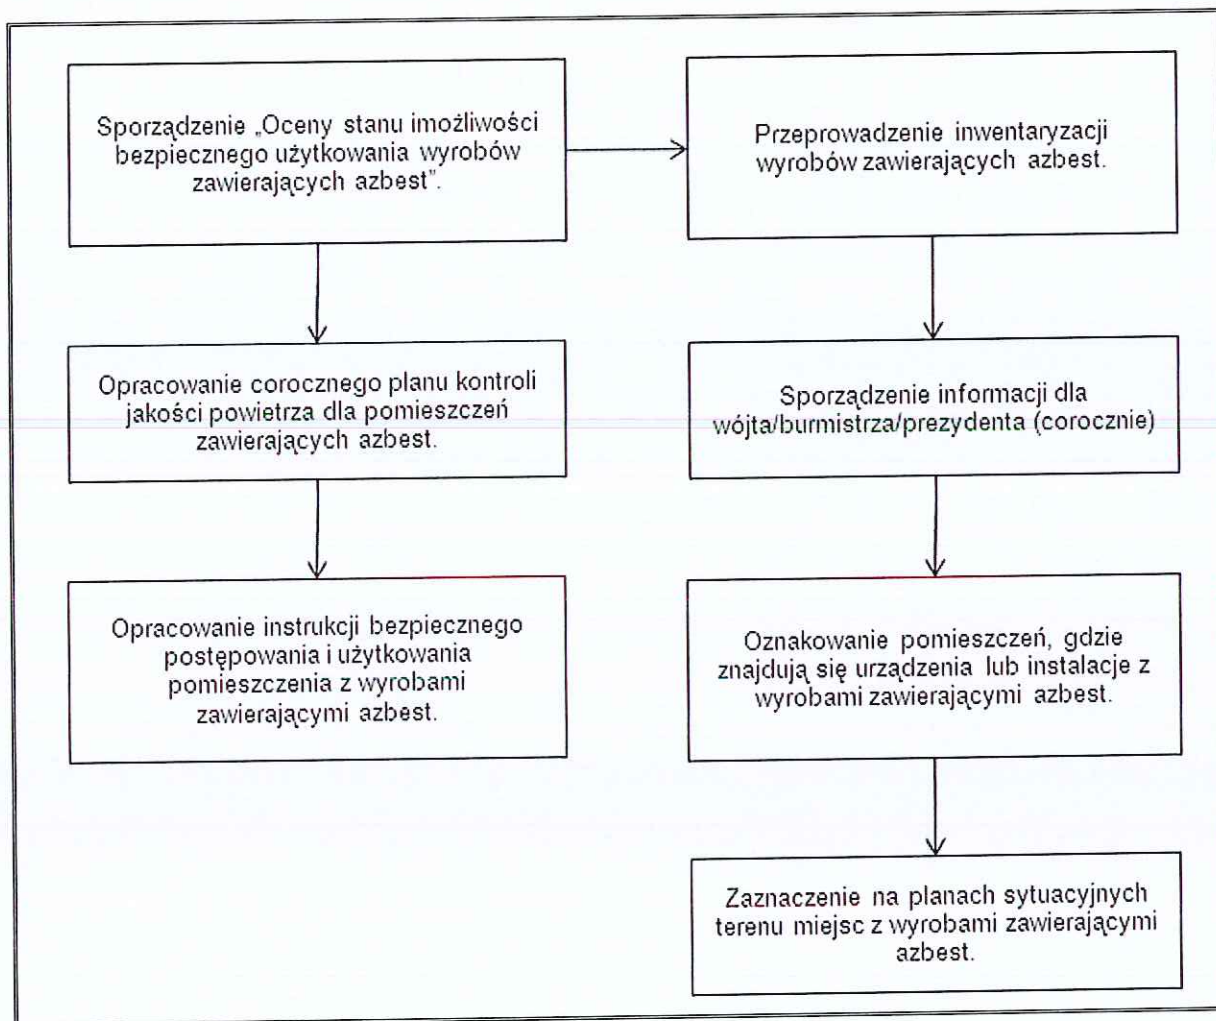 Sporządzenie „Oceny stanu imożliwości
bezpiecznego użytkowania wyrobów
zawierających azbest”.
Przeprowadzenie inwentaryzacji
wyrobów zawierających azbest.
Opracowanie corocznego planu kontroli
jakości powietrza dla pomieszczeń
zawierających azbest.
Sporządzenie informacji dla
wójta/burmistrza/prezydenta (corocznie)
Opracowanie instrukcji bezpiecznego
postępowania i użytkowania
pomieszczenia z wyrobami
zawierającymi azbest.
Oznakowanie pomieszczeń, gdzie
znajdują się urządzenia lub instalacje z
wyrobami zawierającymi azbest.
Zaznaczenie na planach sytuacyjnych
terenu miejsc z wyrobami zawierającymi
azbest.